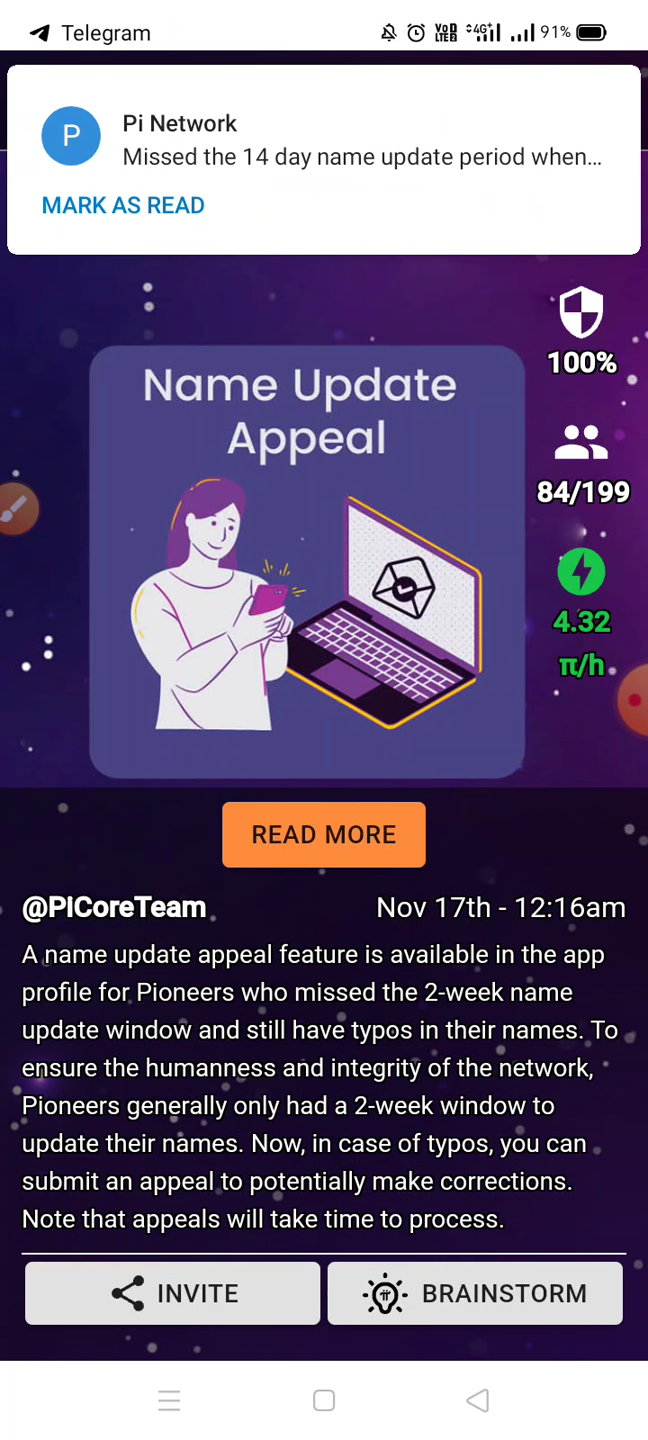 Telegram
VoD LTE2 4G+ 91%
P
Pi Network
Missed the 14 day name update period when...
MARK AS READ
100%
Name Update
Appeal
84/199
4.32
π/h
READ MORE
@PiCoreTeam Nov 17th - 12:16am
A name update appeal feature is available in the app
profile for Pioneers who missed the 2-week name
update window and still have typos in their names. To
ensure the humanness and integrity of the network,
Pioneers generally only had a 2-week window to
update their names. Now, in case of typos, you can
submit an appeal to potentially make corrections.
Note that appeals will take time to process.
INVITE
π BRAINSTORM